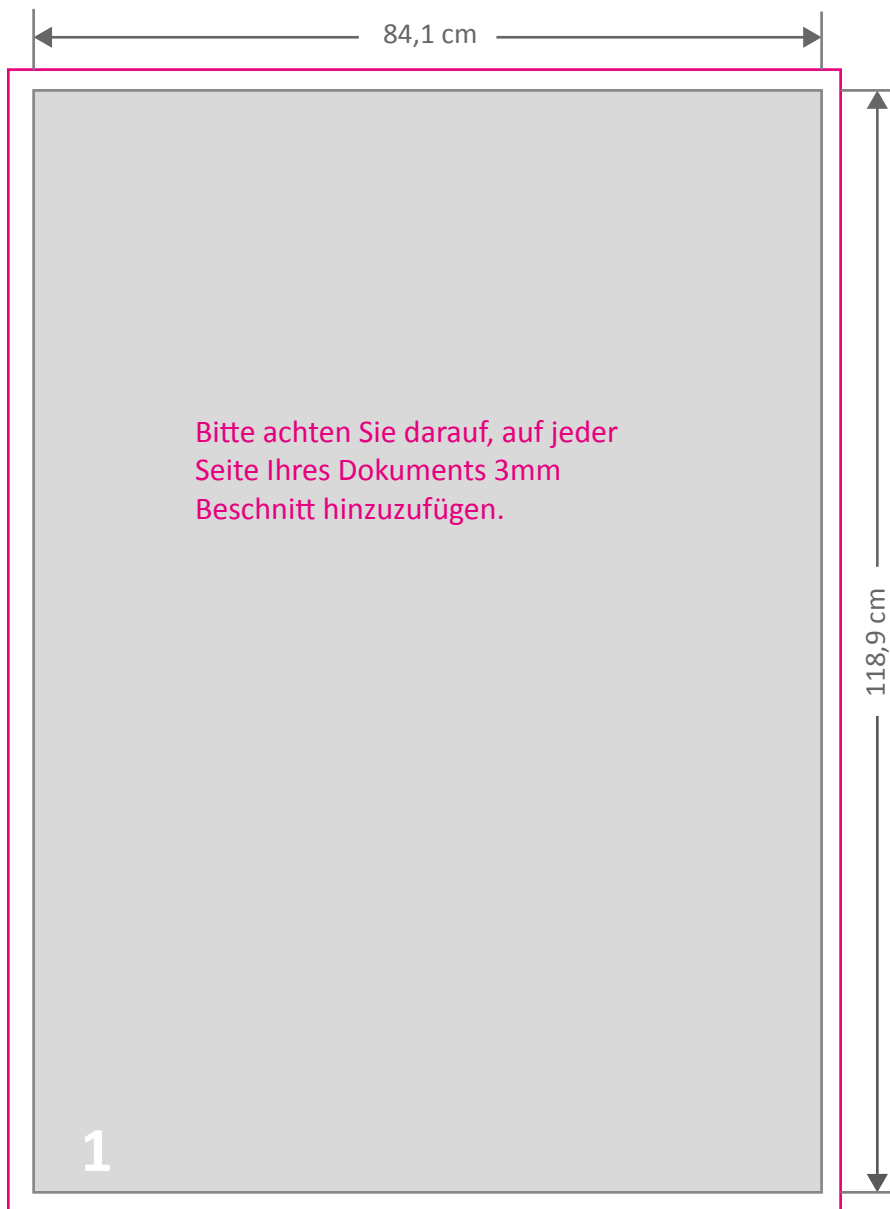 84,1 cm
Bitte achten Sie darauf, auf jeder
Seite Ihres Dokuments 3mm
Beschnitt hinzuzufügen.
118,9 cm
1